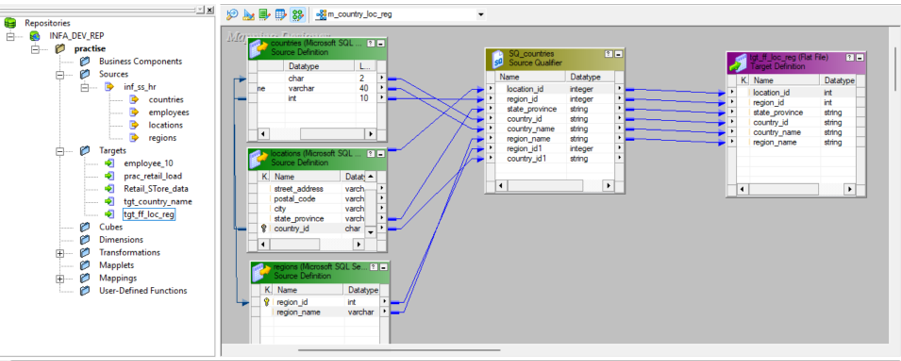 Repositories
INFA_DEV_REP
practise
Business Components
Sources
inf_ss_hr
countries
employees
locations
regions
Targets
employee_10
prac_retail_load
Retail_STore_data
tgt_country_name
tgt_ff_loc_reg
Cubes
Dimensions
Transformations
Mapplets
Mappings
User-Defined Functions
m_country_loc_reg
countries (Microsoft SQL ...
Source Definition
Datatype L...
char 2
me varchar 40
int 10
locations (Microsoft SQL ...
Source Definition
K. Name Datatyp
street_address varch
postal_code varch
city varch
state_province varch
country_id char
regions (Microsoft SQL Se...
Source Definition
K. Name Datatype
region_id int
region_name varchar
SQ_countries
Source Qualifier
Name Datatype
location_id integer
region_id integer
state_province string
country_id string
country_name string
region_name string
region_id1 integer
country_id1 string
tgt_ff_loc_reg (Flat File)
Target Definition
K. Name Datatype
location_id int
region_id int
state_province string
country_id string
country_name string
region_name string